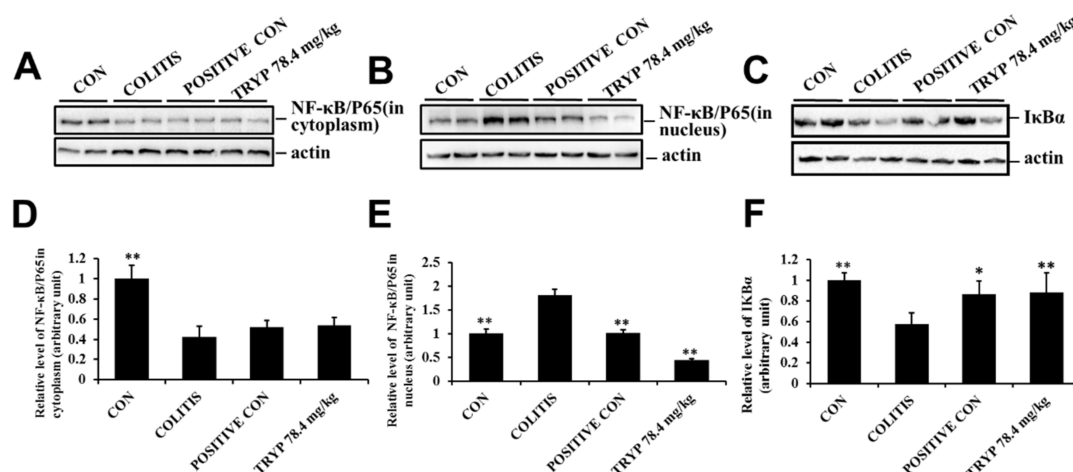 A
CON
COLITIS
POSITIVE CON
TRYP 78.4 mg/kg
NF-κB/P65(in
cytoplasm)
actin
B
CON
COLITIS
POSITIVE CON
TRYP 78.4 mg/kg
NF-κB/P65(in
nucleus)
actin
C
CON
COLITIS
POSITIVE CON
TRYP 78.4 mg/kg
IκBα
actin
D
Relative level of NF-κB/P65 in
cytoplasm (arbitrary unit)
1.2
1
0.8
0.6
0.4
0.2
0
**
CON
COLITIS
POSITIVE CON
TRYP 78.4 mg/kg
E
Relative level of NF-κB/P65 in
nucleus (arbitrary unit)
2.5
2
1.5
1
0.5
0
**
**
**
CON
COLITIS
POSITIVE CON
TRYP 78.4 mg/kg
F
Relative level of IKBα
(arbitrary unit)
1.2
1
0.8
0.6
0.4
0.2
0
**
*
**
CON
COLITIS
POSITIVE CON
TRYP 78.4 mg/kg